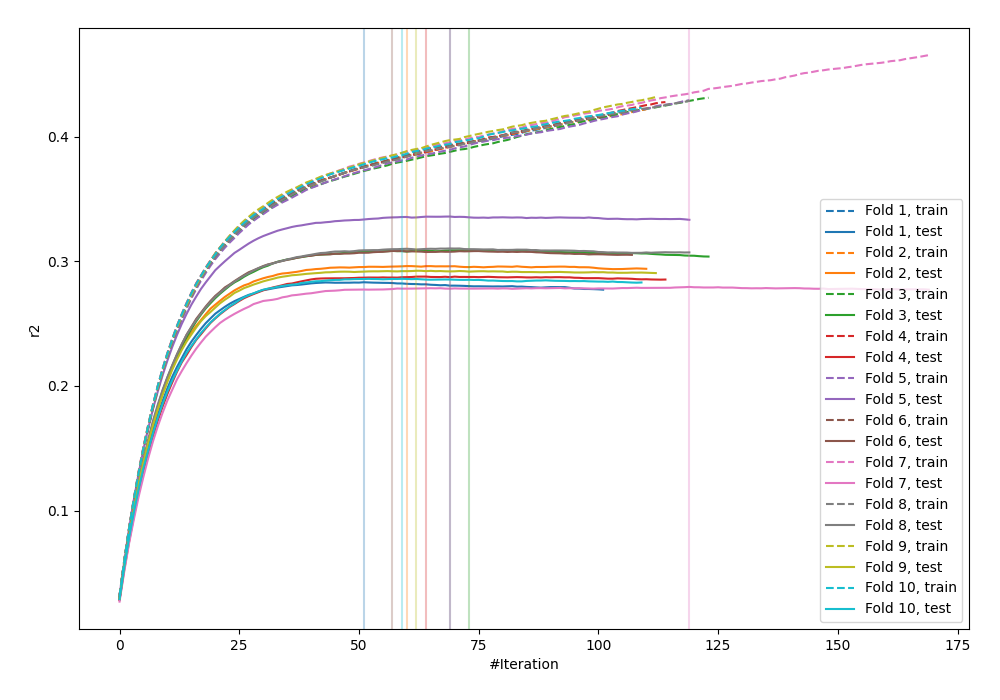 0.4
0.3
0.2
0.1
r2
0
25
50
75
100
125
150
175
#Iteration
Fold 1, train
Fold 1, test
Fold 2, train
Fold 2, test
Fold 3, train
Fold 3, test
Fold 4, train
Fold 4, test
Fold 5, train
Fold 5, test
Fold 6, train
Fold 6, test
Fold 7, train
Fold 7, test
Fold 8, train
Fold 8, test
Fold 9, train
Fold 9, test
Fold 10, train
Fold 10, test